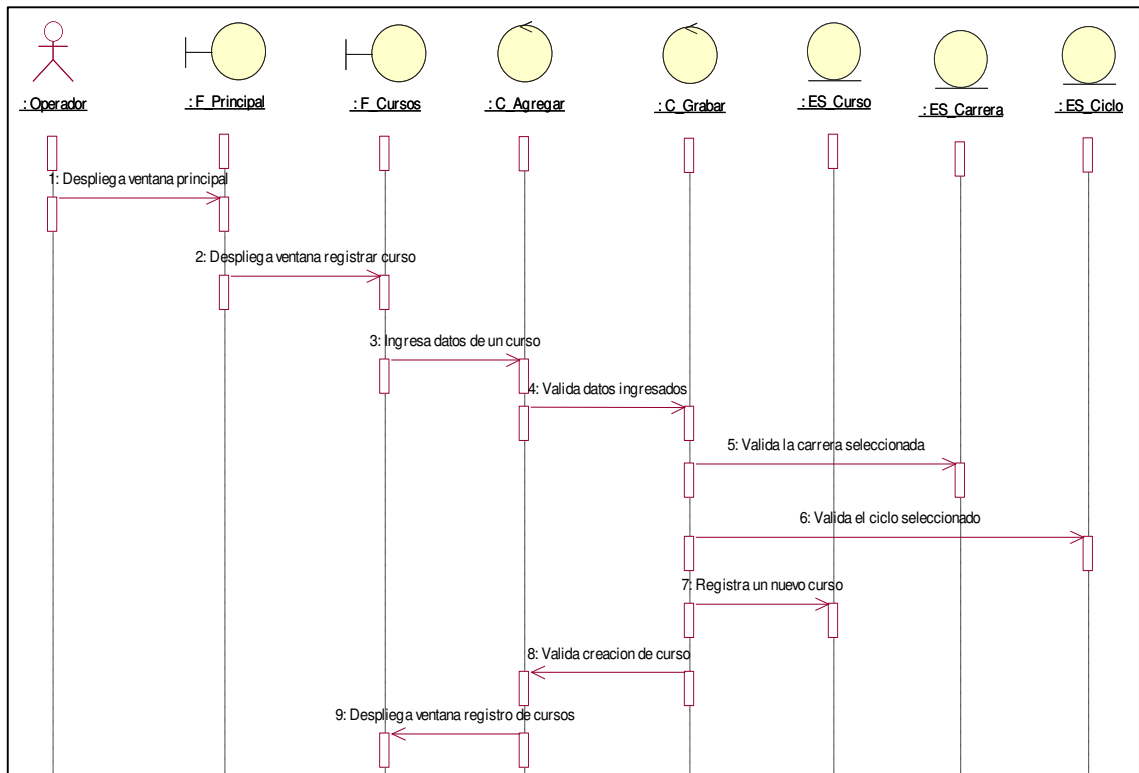 : Operador
: F_Principal
: F_Cursos
: C_Agregar
: C_Grabar
: ES_Curso
: ES_Carrera
: ES_Ciclo
1: Despliega ventana principal
2: Despliega ventana registrar curso
3: Ingresa datos de un curso
4: Valida datos ingresados
5: Valida la carrera seleccionada
6: Valida el ciclo seleccionado
7: Registra un nuevo curso
8: Valida creacion de curso
9: Despliega ventana registro de cursos